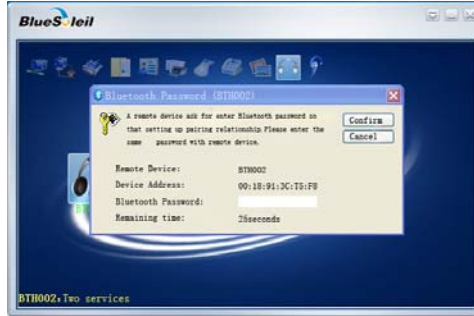 BlueSoleil
Bluetooth Password (BTH002)
A remote device ask for enter Bluetooth password so
that setting up pairing relationship.Please enter the
same password with remote device.
Confirm
Cancel
Remote Device: BTH002
Device Address: 00:18:91:3C:T5:F8
Bluetooth Password:
Remaining time: 26seconds
BTH002,Two services